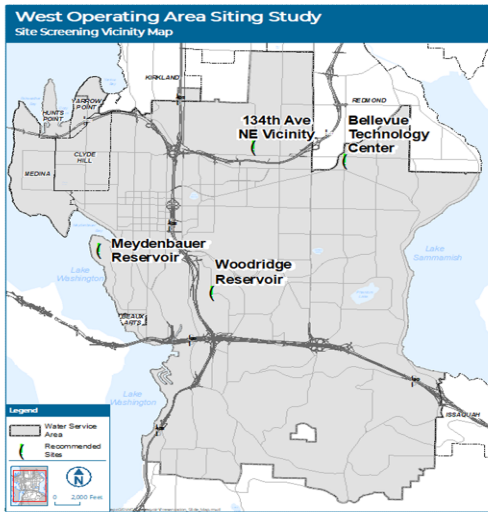 West Operating Area Siting Study
Site Screening Vicinity Map
KIRKLAND
REDMOND
YARROW
POINT
HUNTS
POINT
134th Ave
NE Vicinity
Bellevue
Technology
Center
CLYDE
HILL
MEDINA
Meydenbauer
Reservoir
Woodridge
Reservoir
Lake
Washington
Lake
Sammamish
BEAUX
ARTS
Lake
Washington
ISSAQUAH
Legend
Water Service
Area
Recommended
Sites
N
0 2,000 Feet